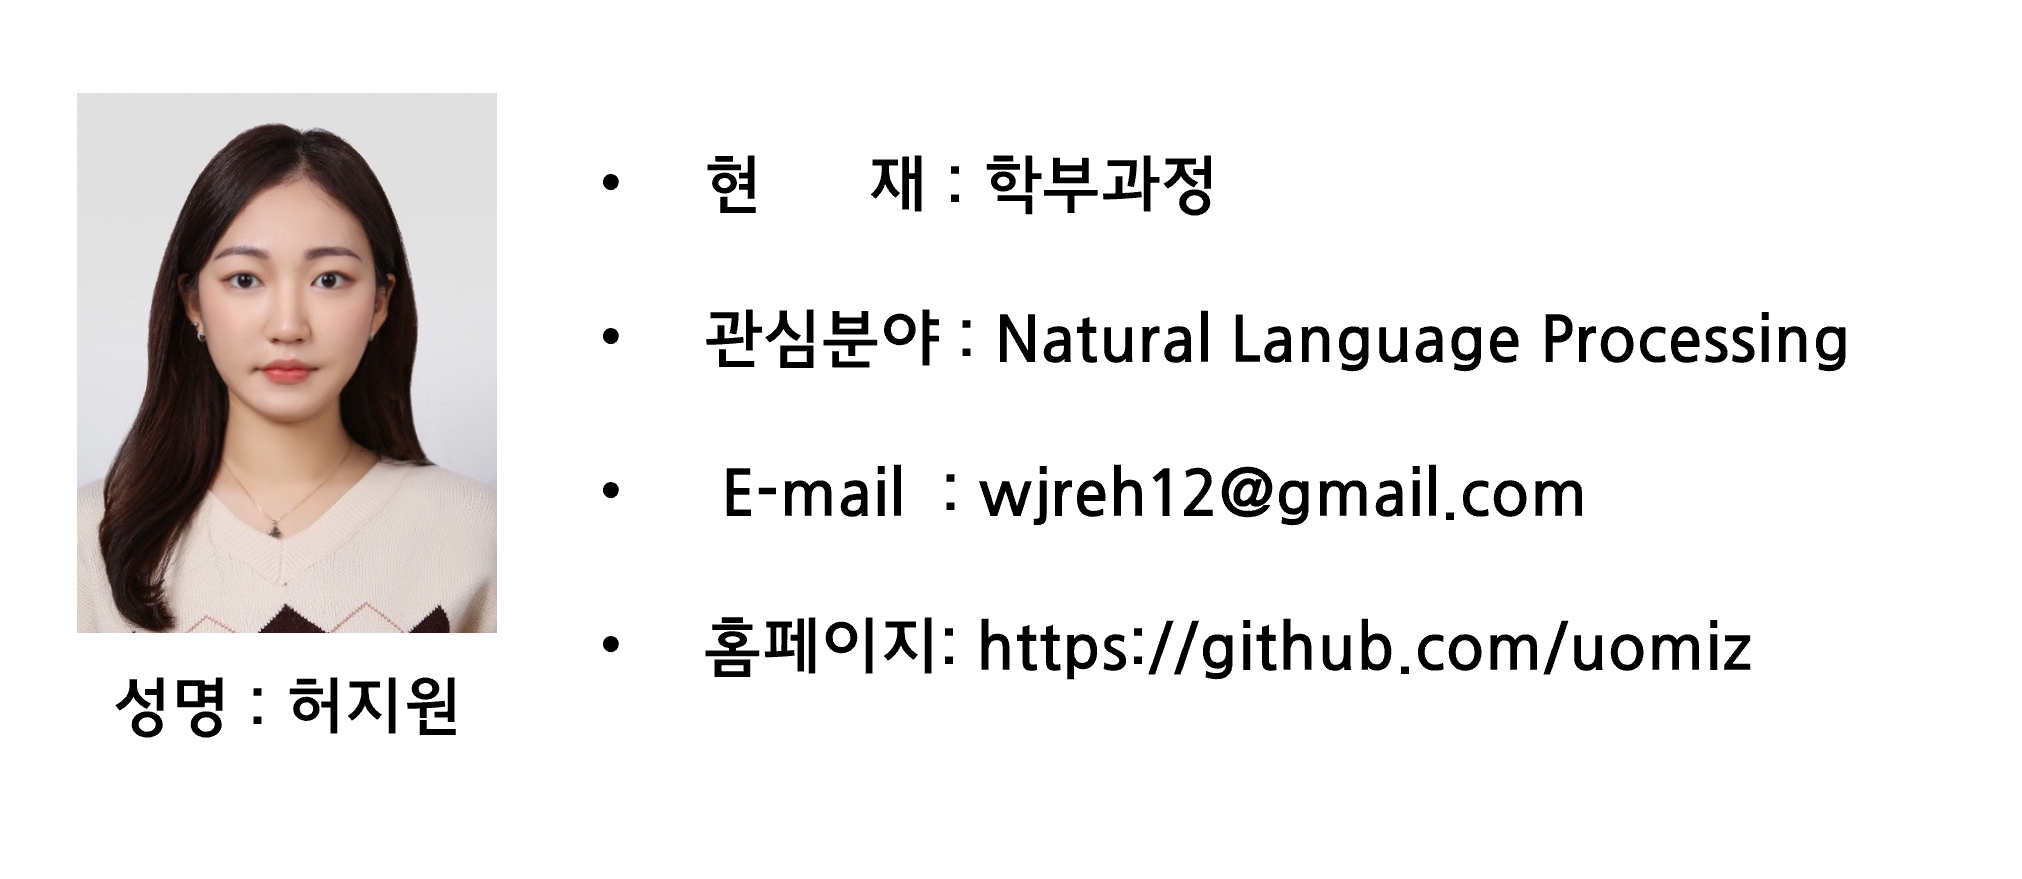 • 현 재 : 학부과정
• 관심분야 : Natural Language Processing
• E-mail : wjreh12@gmail.com
• 홈페이지: https://github.com/uomiz
성명 : 허지원